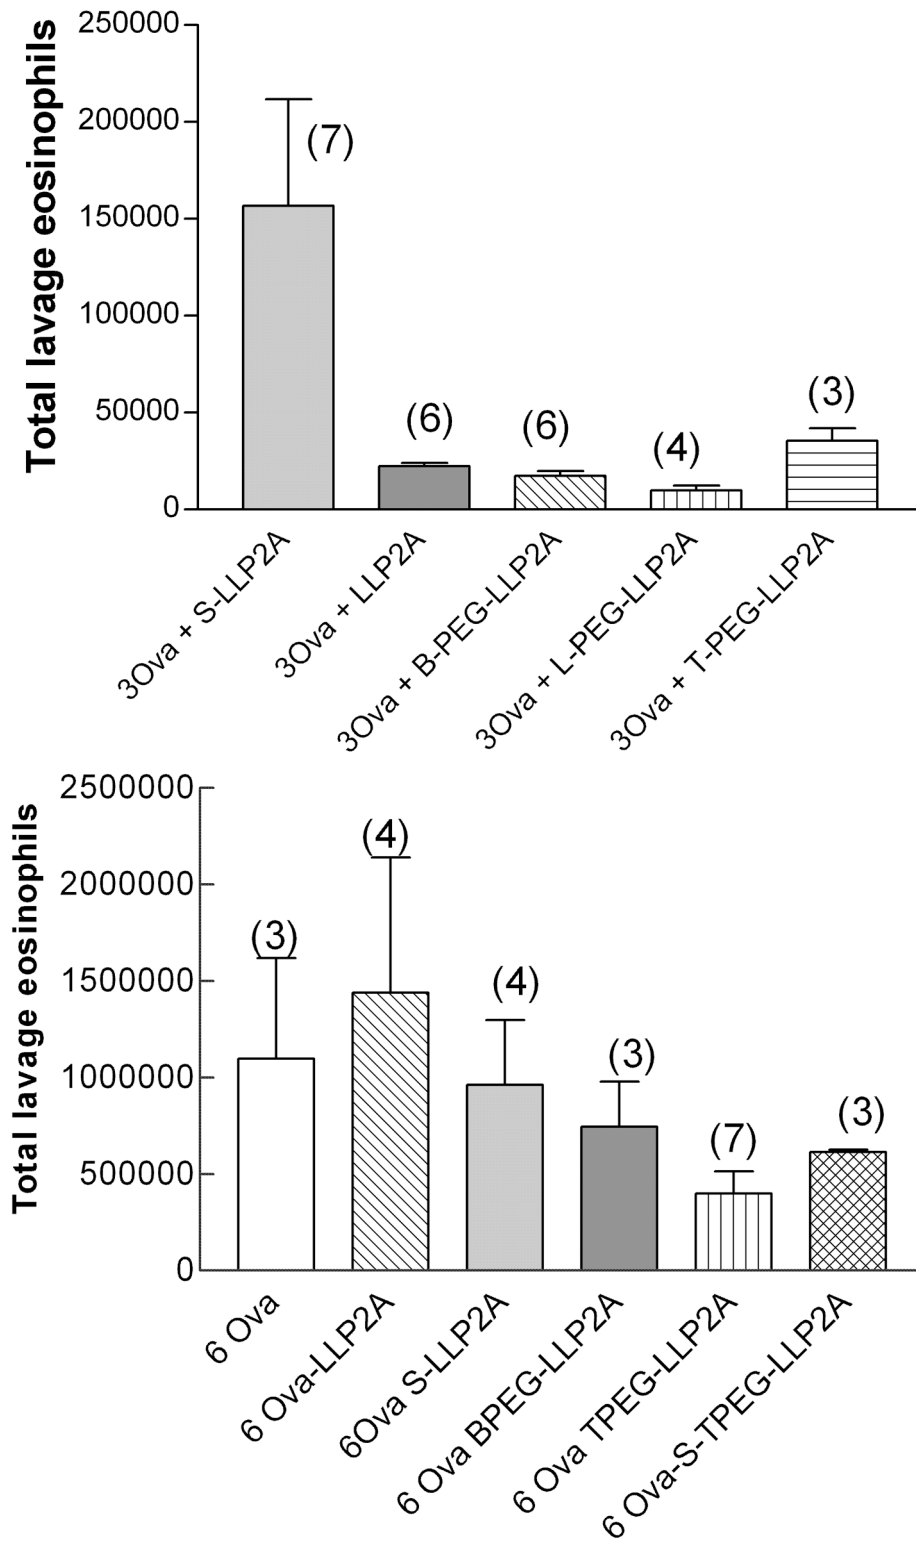 Total lavage eosinophils
250000
200000
150000
100000
50000
0
(7)
(6)
(6)
(4)
(3)
3Ova + S-LLP2A
3Ova + LLP2A
3Ova + B-PEG-LLP2A
3Ova + L-PEG-LLP2A
3Ova + T-PEG-LLP2A
Total lavage eosinophils
2500000
2000000
1500000
1000000
500000
0
(3)
(4)
(4)
(3)
(7)
(3)
6 Ova
6 Ova-LLP2A
6Ova S-LLP2A
6 Ova BPEG-LLP2A
6 Ova TPEG-LLP2A
6 Ova-S-TPEG-LLP2A